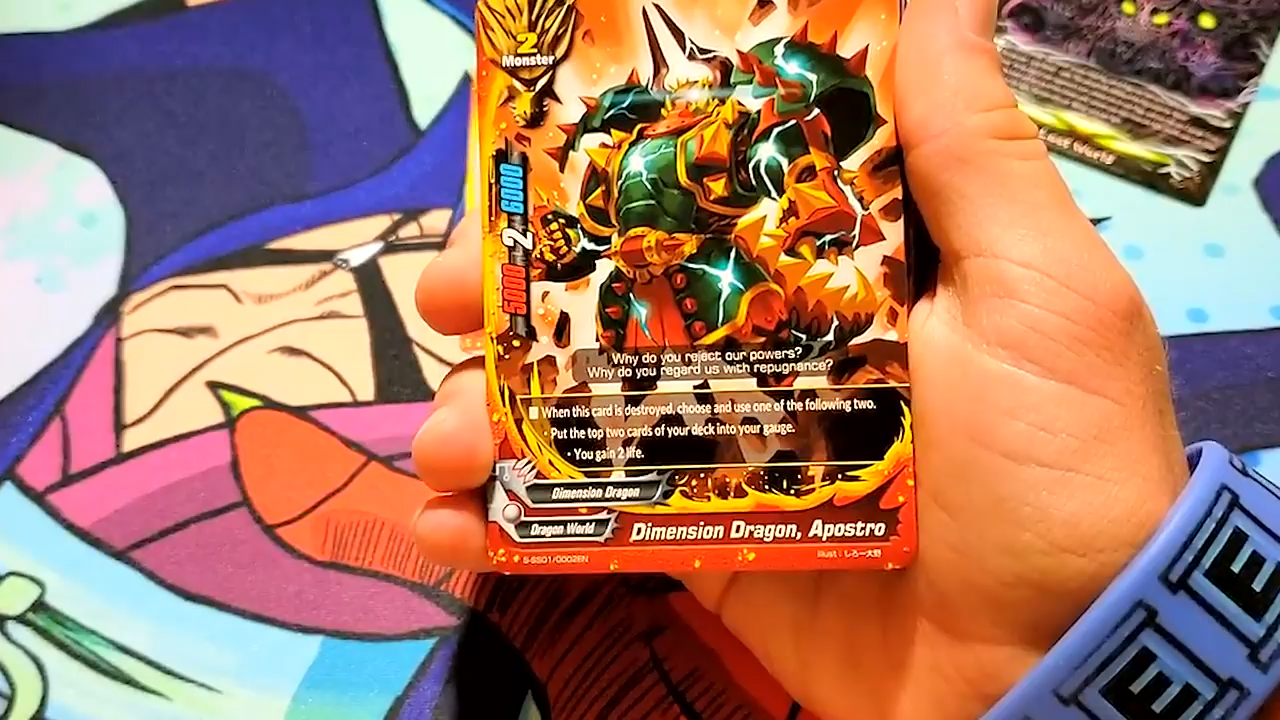 2
Monster
5000 2 6000
Why do you reject our powers?
Why do you regard us with repugnance?
■ When this card is destroyed, choose and use one of the following two.
· Put the top two cards of your deck into your gauge.
· You gain 2 life.
Dimension Dragon
Dragon World
Dimension Dragon, Apostro
S-SS01/0002EN
Illust : しろー大野
World
E
E